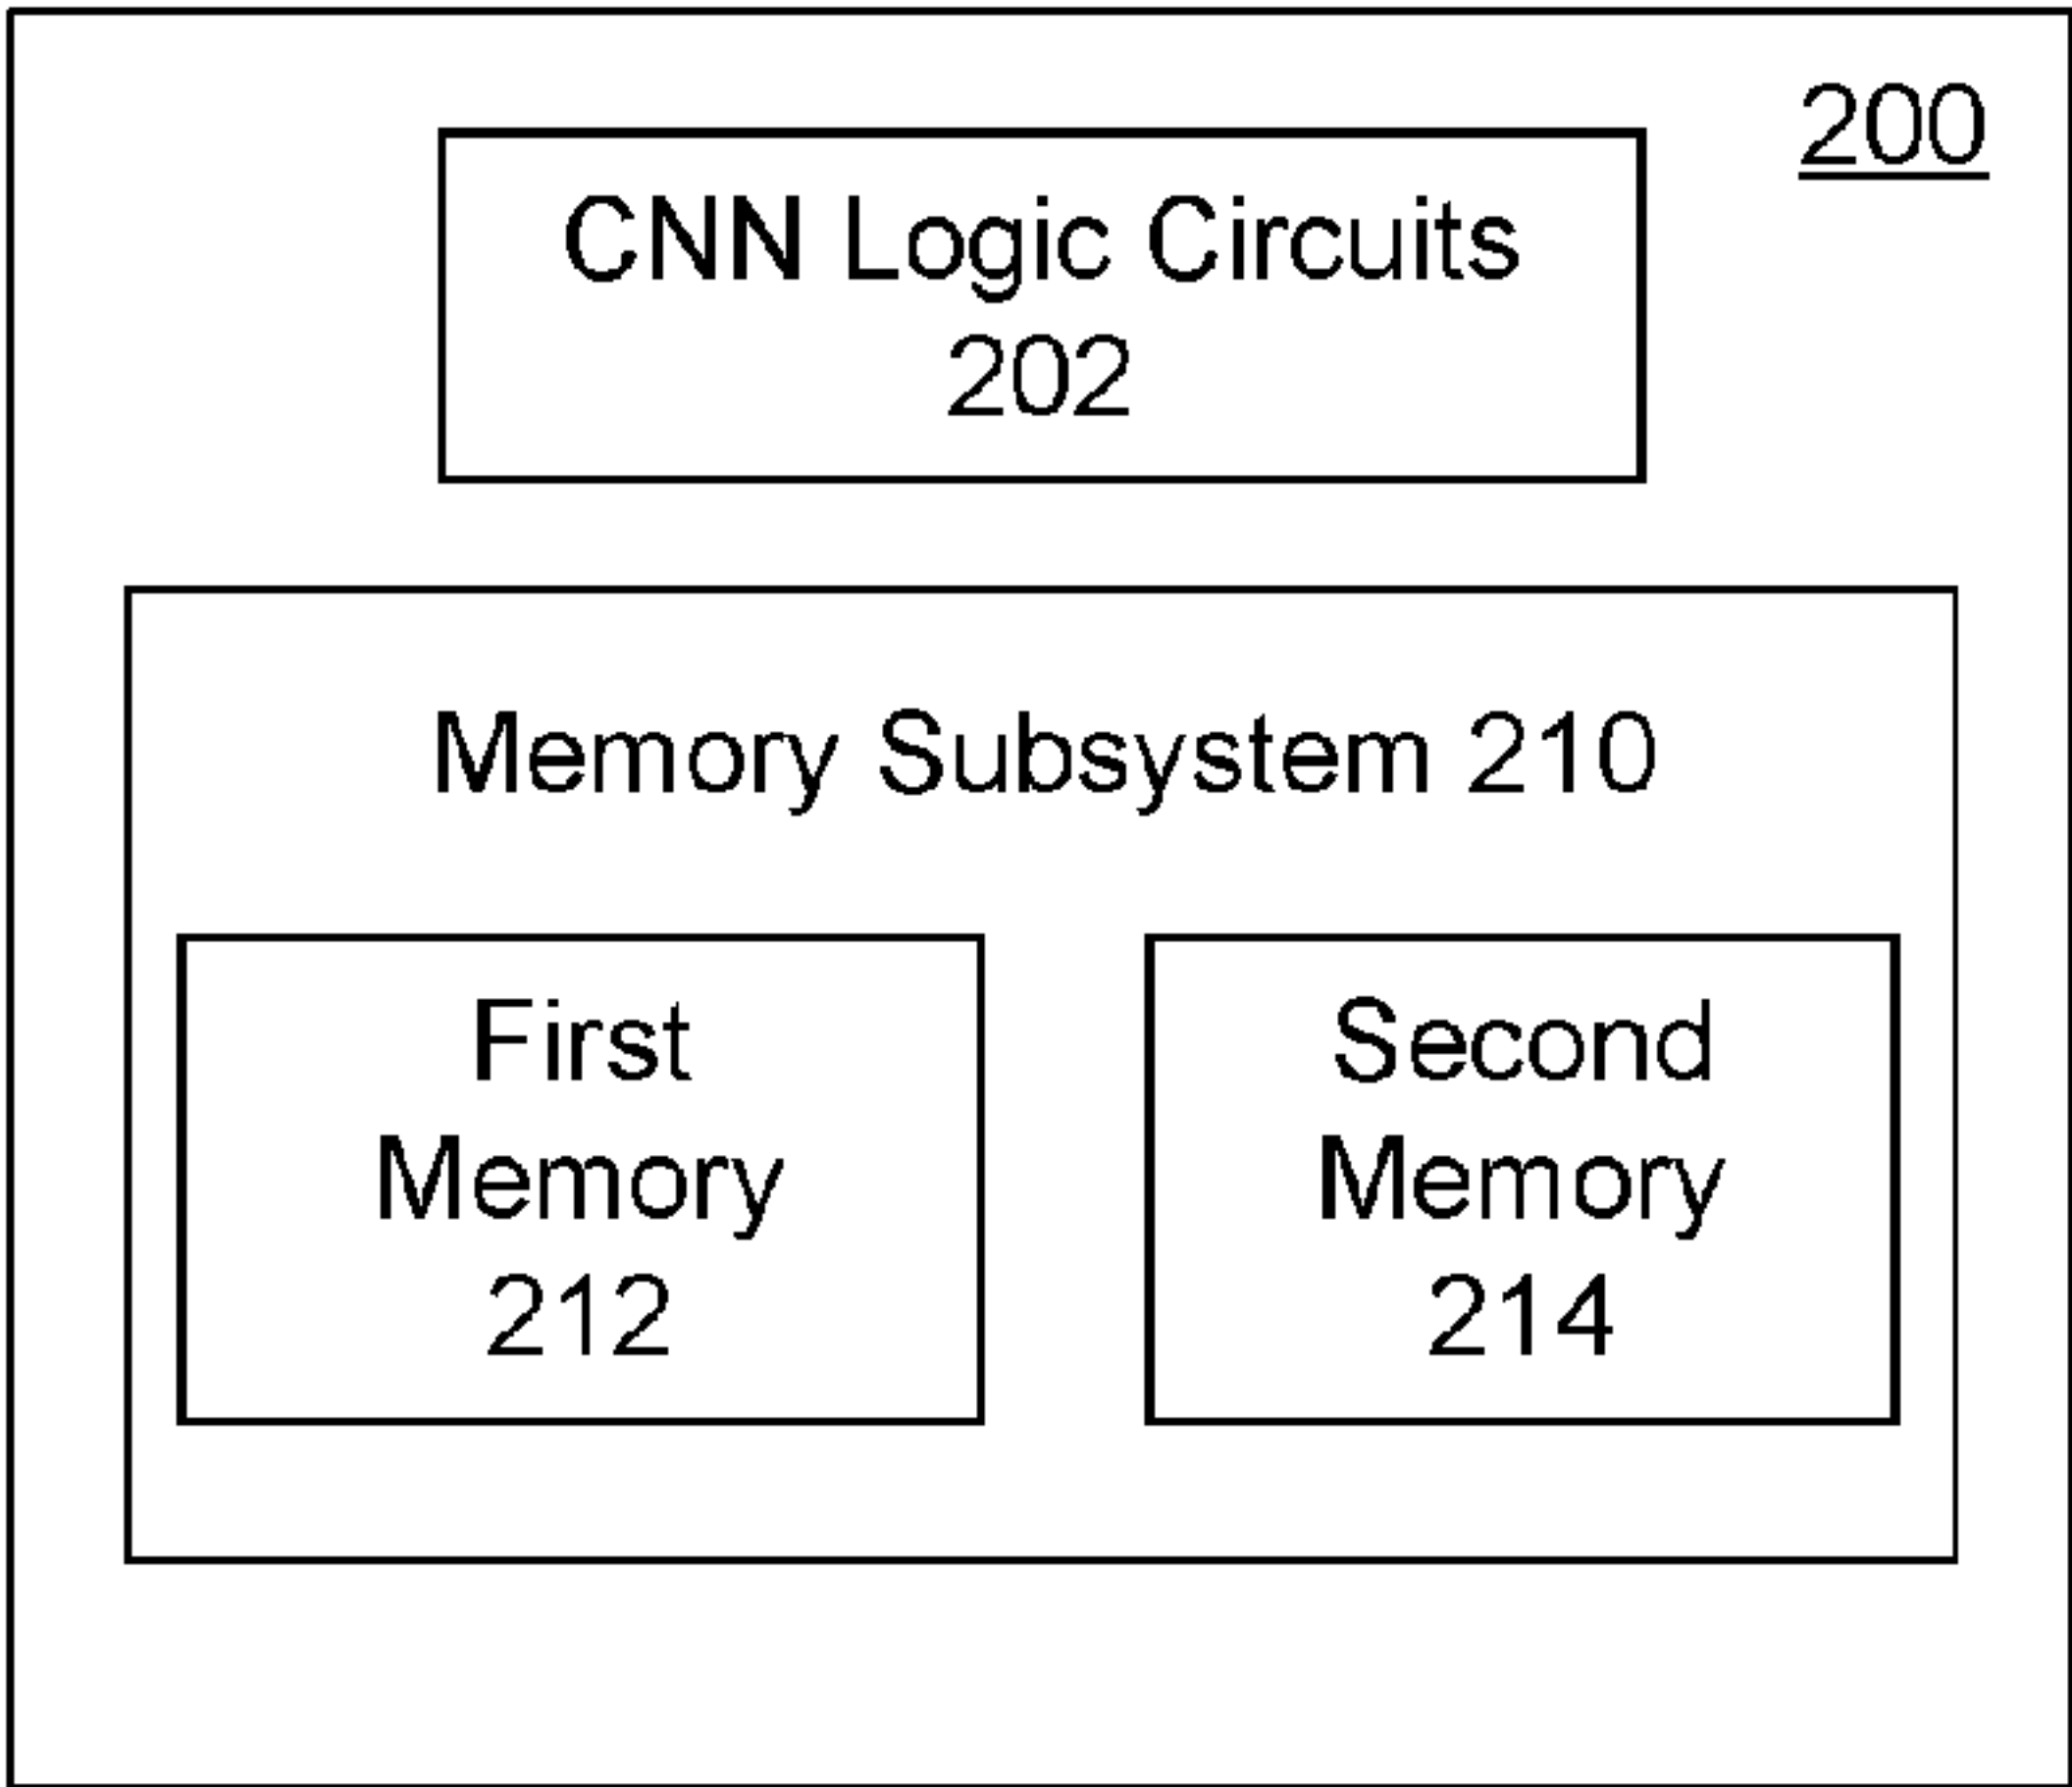 200
CNN Logic Circuits
202
Memory Subsystem 210
First
Memory
212
Second
Memory
214